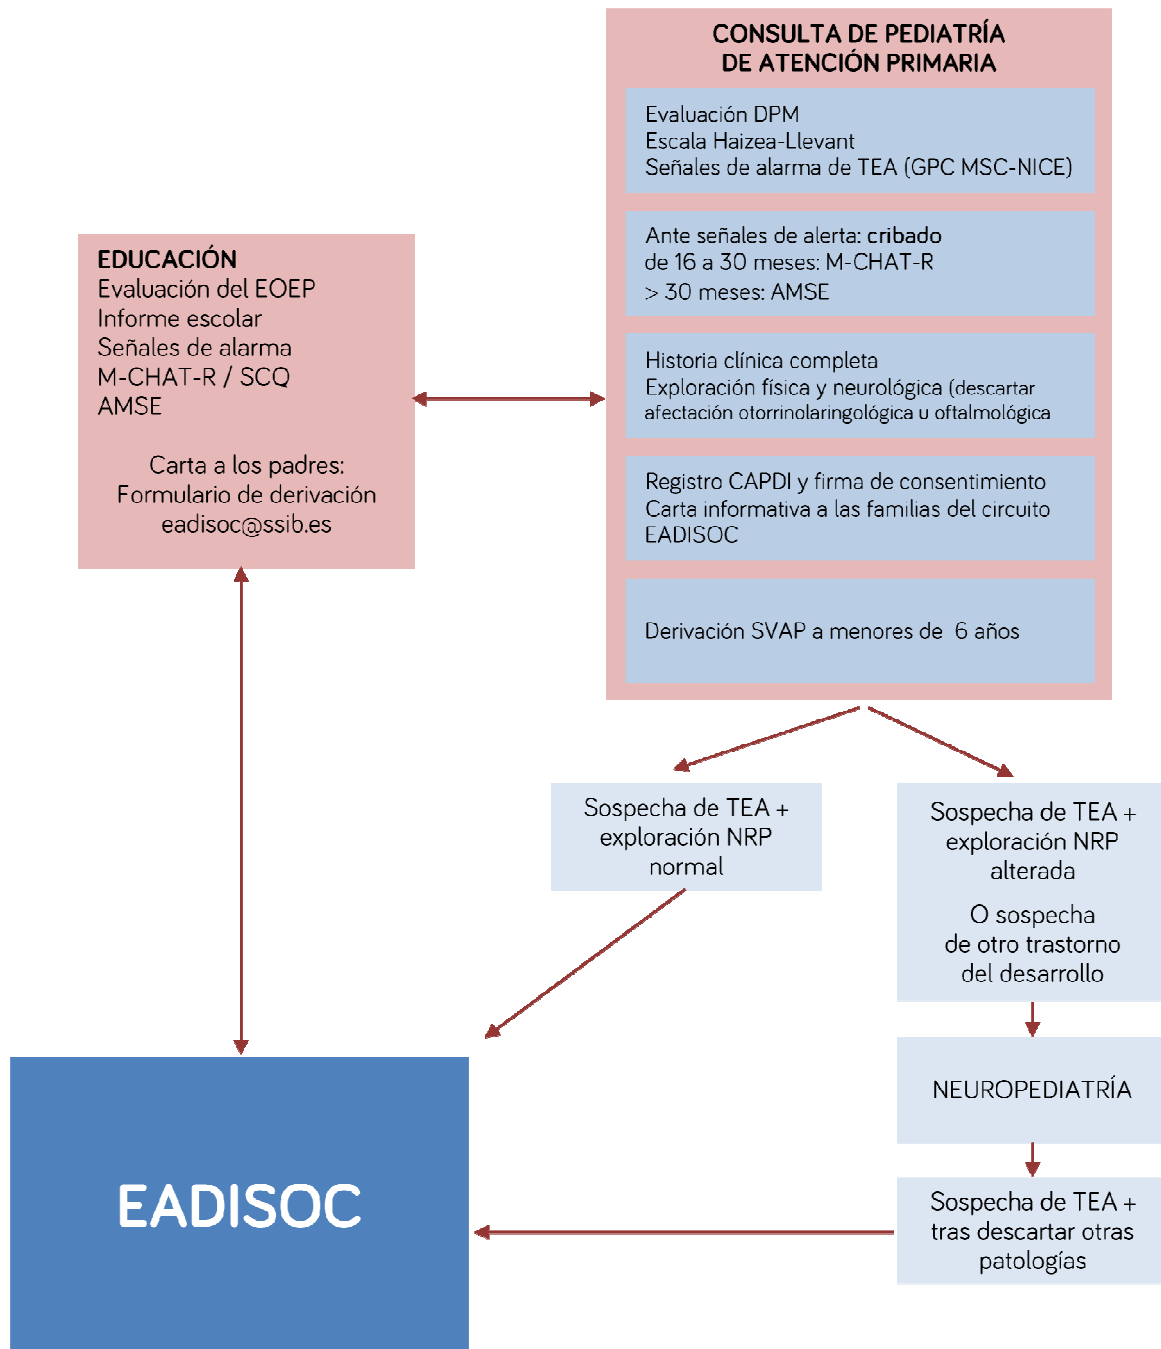 CONSULTA DE PEDIATRÍA
DE ATENCIÓN PRIMARIA
Evaluación DPM
Escala Haizea-Llevant
Señales de alarma de TEA (GPC MSC-NICE)
Ante señales de alerta: cribado
de 16 a 30 meses: M-CHAT-R
> 30 meses: AMSE
Historia clínica completa
Exploración física y neurológica (descartar
afectación otorrinolaringológica u oftalmológica
Registro CAPDI y firma de consentimiento
Carta informativa a las familias del circuito
EADISOC
Derivación SVAP a menores de 6 años
EDUCACIÓN
Evaluación del EOEP
Informe escolar
Señales de alarma
M-CHAT-R / SCQ
AMSE
Carta a los padres:
Formulario de derivación
eadisoc@ssib.es
Sospecha de TEA +
exploración NRP
normal
Sospecha de TEA +
exploración NRP
alterada
O sospecha
de otro trastorno
del desarrollo
NEUROPEDIATRÍA
Sospecha de TEA +
tras descartar otras
patologías
EADISOC